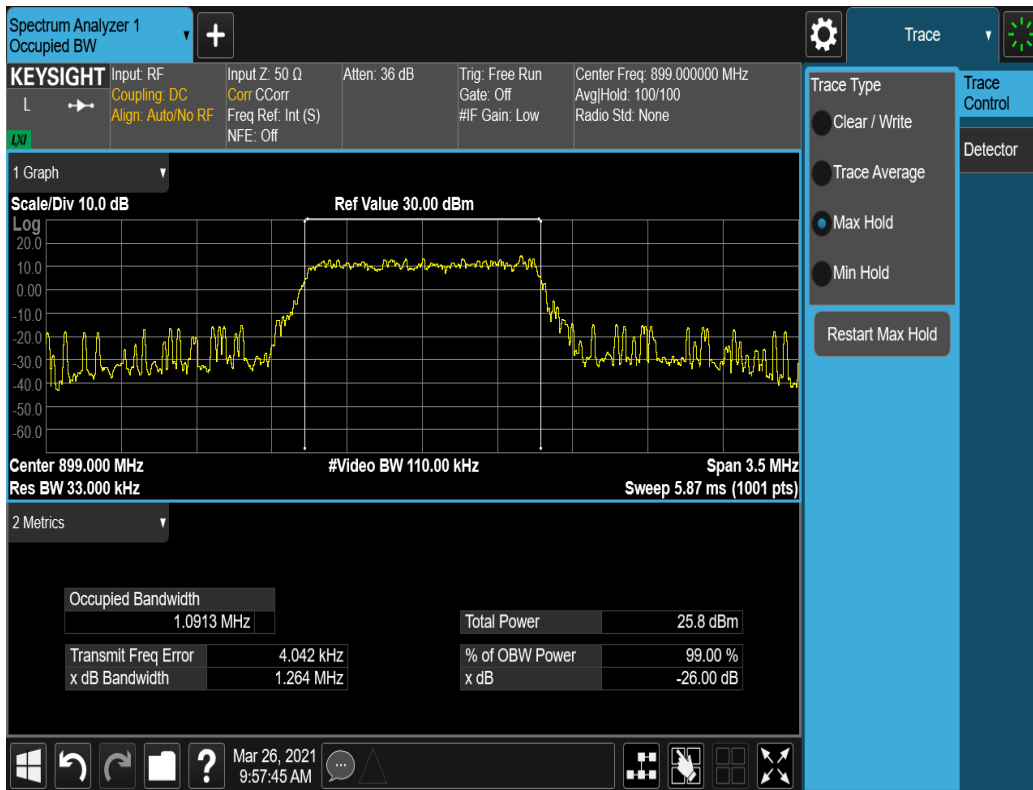 Spectrum Analyzer 1
Occupied BW
+
Trace
KEYSIGHT
L
LXI
Input: RF
Coupling: DC
Align: Auto/No RF
Input Z: 50 Ω
Corr CCorr
Freq Ref: Int (S)
NFE: Off
Atten: 36 dB
Trig: Free Run
Gate: Off
#IF Gain: Low
Center Freq: 899.000000 MHz
Avg|Hold: 100/100
Radio Std: None
Trace Type
Clear / Write
Trace Average
Max Hold
Min Hold
Restart Max Hold
Trace
Control
Detector
1 Graph
Scale/Div 10.0 dB
Ref Value 30.00 dBm
Log
20.0
10.0
0.00
-10.0
-20.0
-30.0
-40.0
-50.0
-60.0
Center 899.000 MHz
#Video BW 110.00 kHz
Span 3.5 MHz
Res BW 33.000 kHz
Sweep 5.87 ms (1001 pts)
2 Metrics
Occupied Bandwidth
1.0913 MHz
Total Power 25.8 dBm
Transmit Freq Error 4.042 kHz
% of OBW Power 99.00 %
x dB Bandwidth 1.264 MHz
x dB -26.00 dB
?
Mar 26, 2021
9:57:45 AM